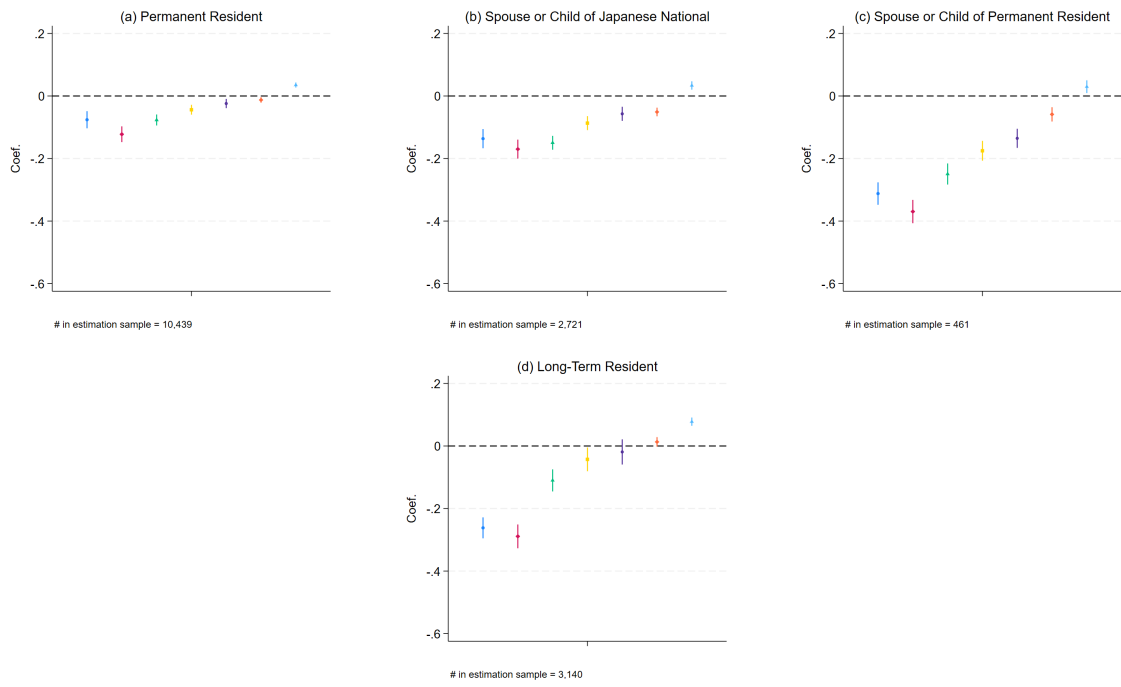 (a) Permanent Resident
.2
0
-.2
-.4
-.6
Coef.
# in estimation sample = 10,439
(b) Spouse or Child of Japanese National
.2
0
-.2
-.4
-.6
Coef.
# in estimation sample = 2,721
(c) Spouse or Child of Permanent Resident
.2
0
-.2
-.4
-.6
Coef.
# in estimation sample = 461
(d) Long-Term Resident
.2
0
-.2
-.4
-.6
Coef.
# in estimation sample = 3,140